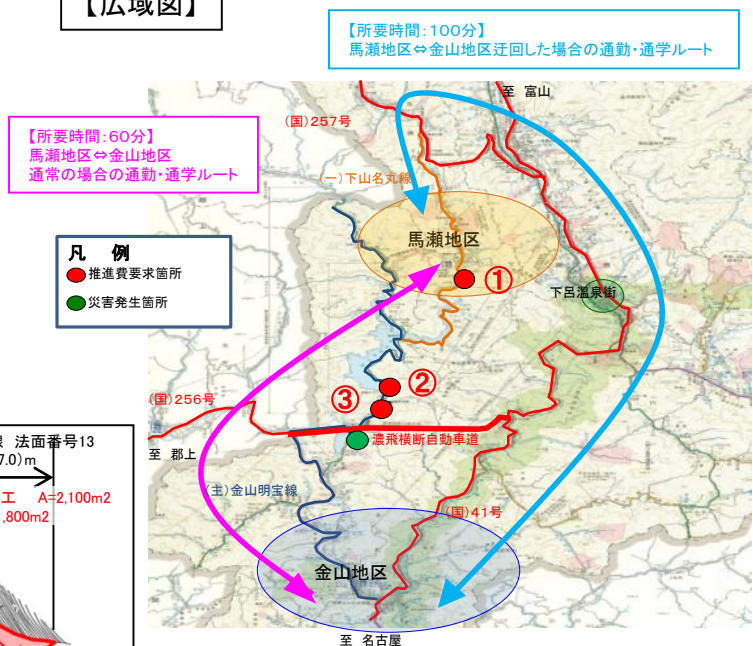 【広域図】
【所要時間：100分】
馬瀬地区⇔金山地区迂回した場合の通勤・通学ルート
至 富山
(国)257号
【所要時間：60分】
馬瀬地区⇔金山地区
通常の場合の通勤・通学ルート
(一)下山名丸線
馬瀬地区
凡 例
推進費要求箇所
災害発生箇所
①
下呂温泉街
②
③
(国)256号
濃飛横断自動車道
至 郡上
線 法面番号13
7.0)m
工 A=2,100m2
,800m2
(主)金山明宝線
(国)41号
金山地区
至 名古屋